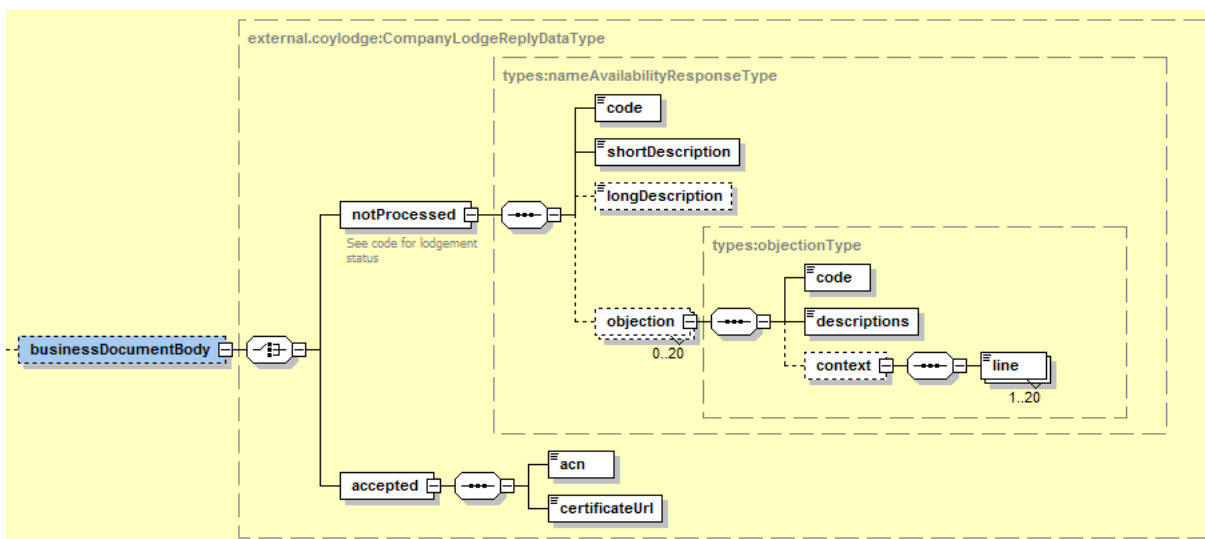 external.coylodge:CompanyLodgeReplyDataType
types:nameAvailabilityResponseType
code
shortDescription
longDescription
notProcessed
See code for lodgement
status
types:objectionType
code
objection
descriptions
0..20
businessDocumentBody
context
line
1..20
acn
accepted
certificateUrl